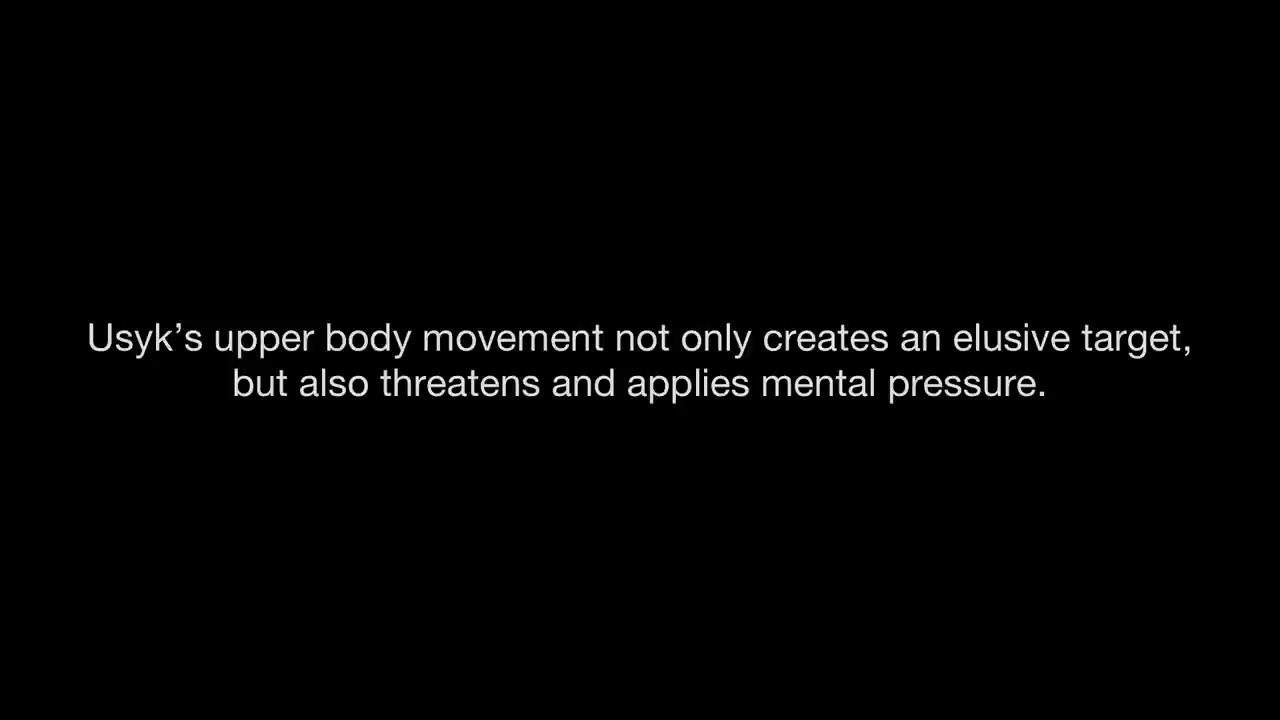 Usyk’s upper body movement not only creates an elusive target,
but also threatens and applies mental pressure.